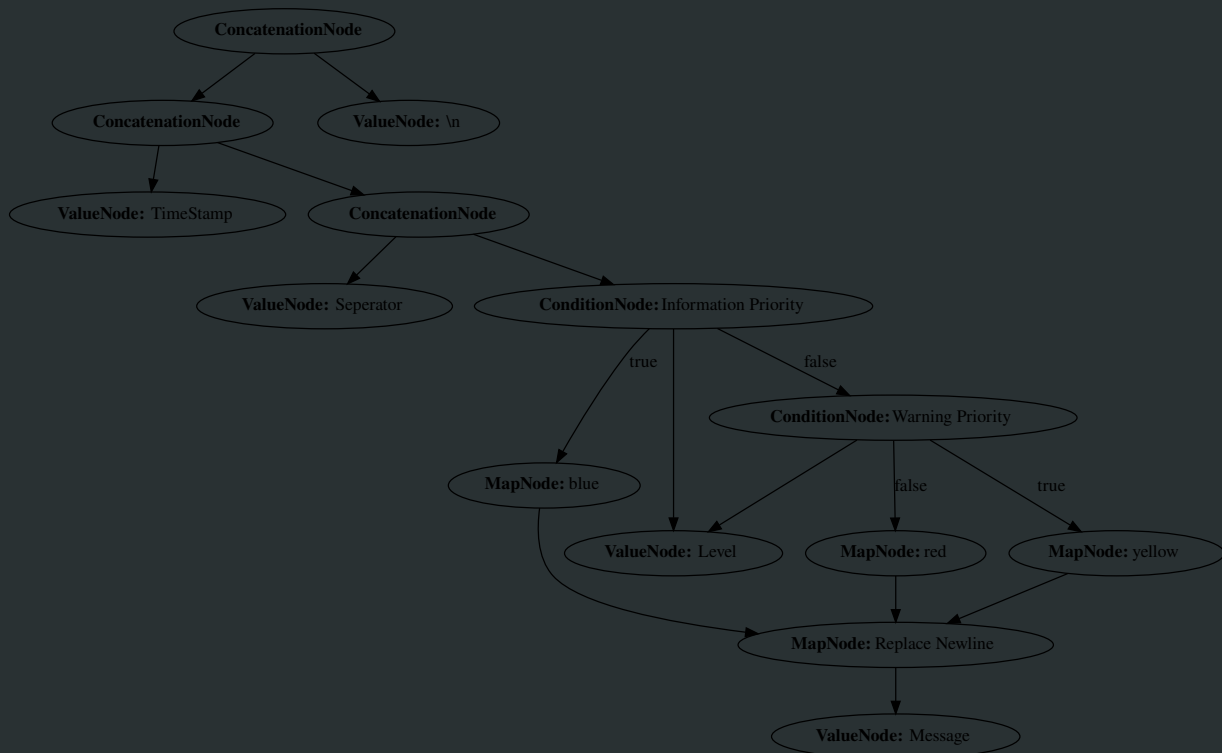 ConcatenationNode
ConcatenationNode
ValueNode: \n
ValueNode: TimeStamp
ConcatenationNode
ValueNode: Seperator
ConditionNode: Information Priority
true
false
ConditionNode: Warning Priority
MapNode: blue
false
true
ValueNode: Level
MapNode: red
MapNode: yellow
MapNode: Replace Newline
ValueNode: Message